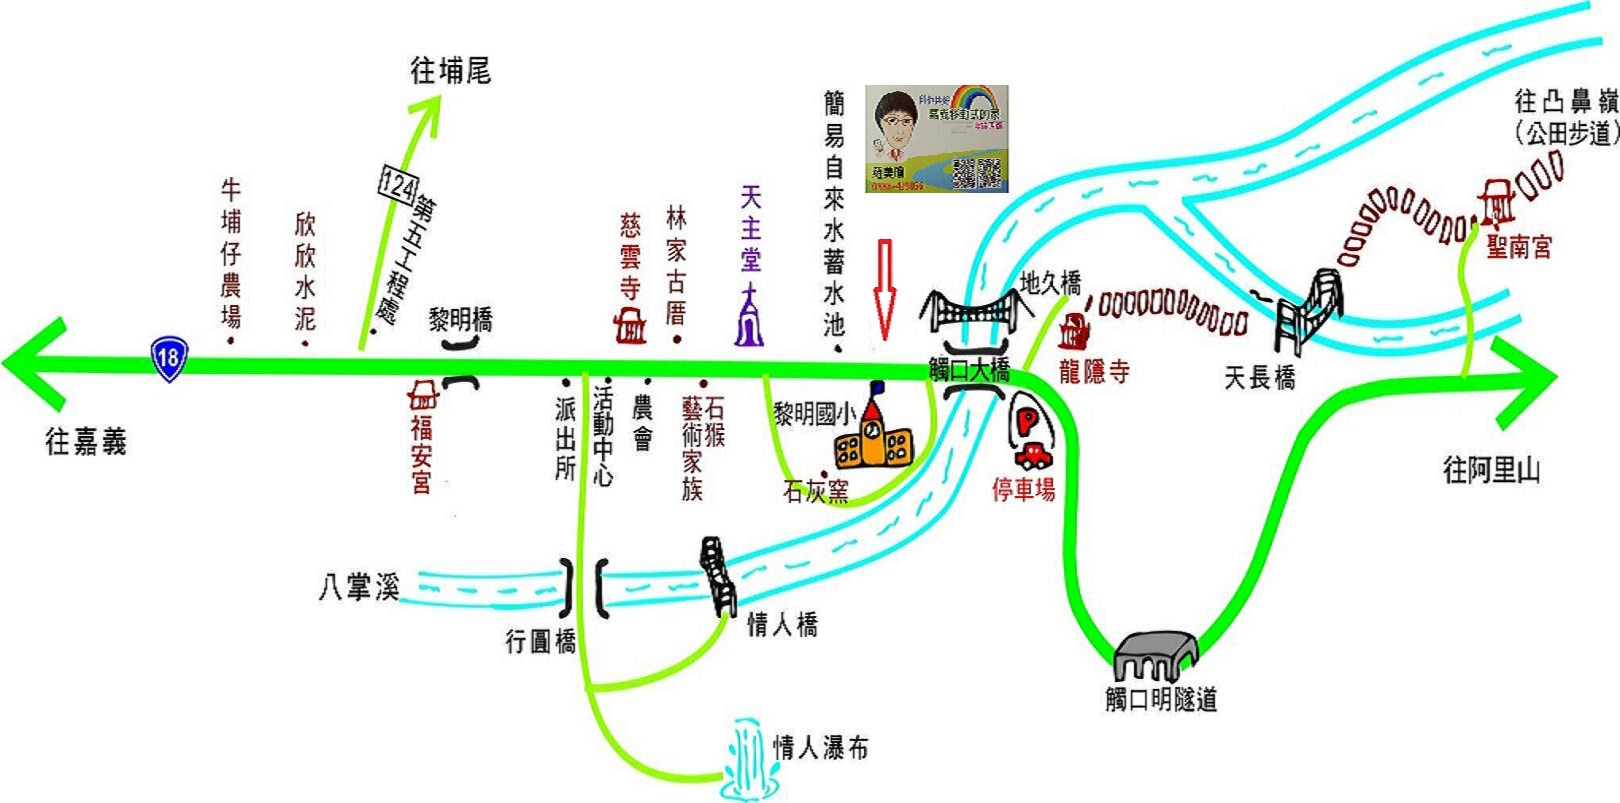 往埔尾
124
第五工程處
牛埔仔農場
欣欣水泥
黎明橋
慈雲寺
林家古厝
天主堂
簡易自來水蓄水池
地久橋
往凸鼻嶺
(公田步道)
聖南宮
18
觸口大橋
龍隱寺
天長橋
往嘉義
福安宮
派出所
活動中心
農會
石猴
藝術家族
黎明國小
石灰窯
P
停車場
往阿里山
八掌溪
行圓橋
情人橋
觸口明隧道
情人瀑布